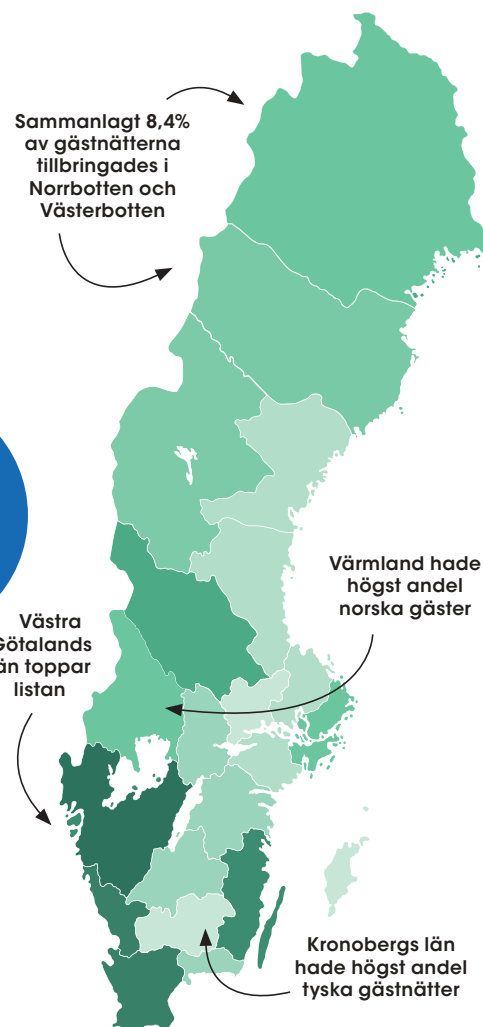 Sammanlagt 8,4%
av gästnätterna
tillbringades i
Norrbotten och
Västerbotten
Värmland hade
högst andel
norska gäster
Västra
Götalands
län toppar
listan
Kronobergs län
hade högst andel
tyska gästnätter